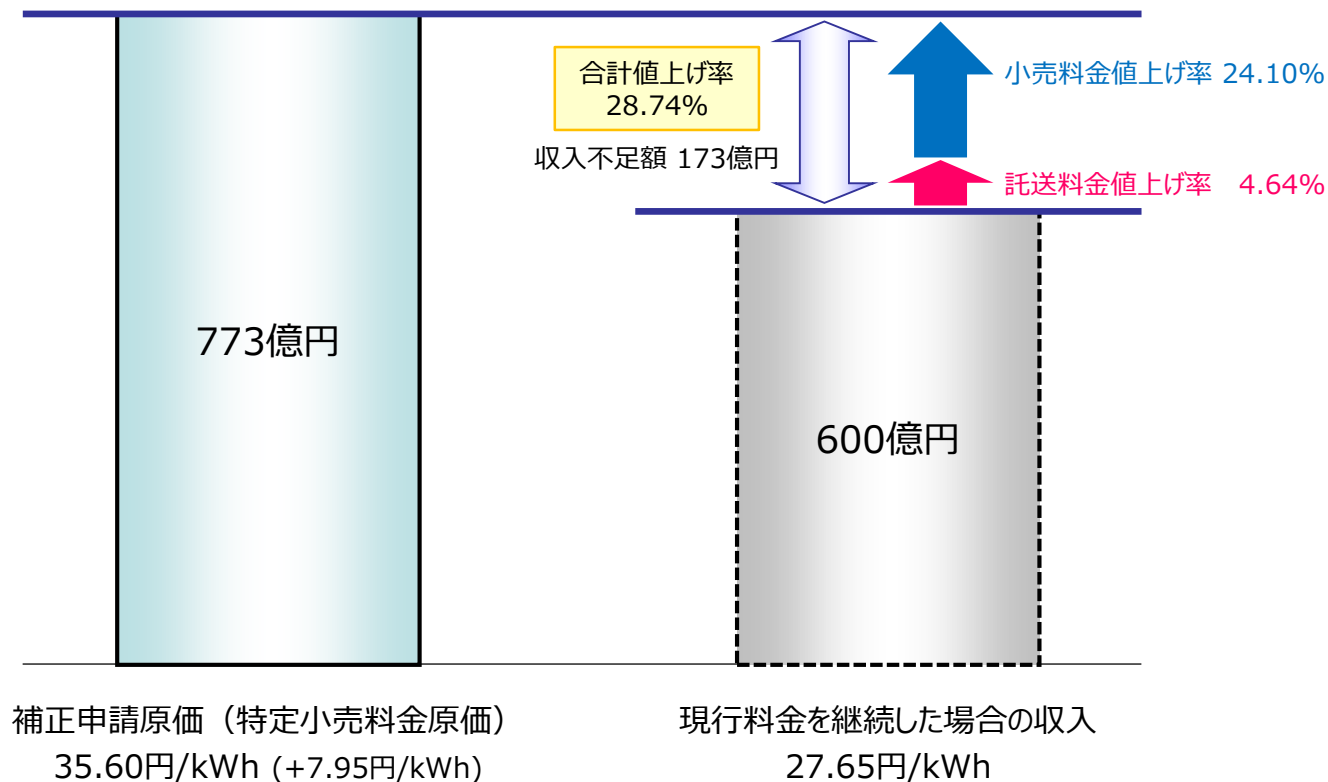 合計値上げ率
28.74%
小売料金値上げ率 24.10%
収入不足額 173億円
託送料金値上げ率 4.64%
773億円
600億円
補正申請原価（特定小売料金原価）
35.60円/kWh (+7.95円/kWh)
現行料金を継続した場合の収入
27.65円/kWh